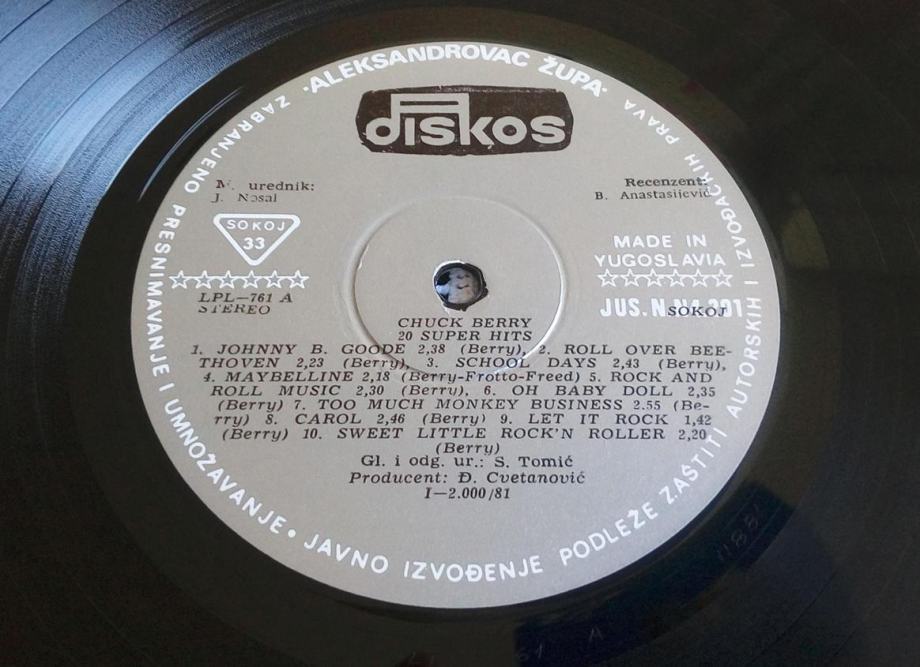 ·ALEKSANDROVAC ŽUPA·
diskos
M. urednik:
J. Nosal
Recenzent:
B. Anastasijević
SOKOJ
33
MADE IN
YUGOSLAVIA
LPL—761 A
STEREO
JUS. N.
SOKOJ
CHUCK BERRY
20 SUPER HITS
1. JOHNNY B. GOODE 2,38 (Berry), 2. ROLL OVER BEE-
THOVEN 2,23 (Berry), 3. SCHOOL DAYS 2,43 (Berry),
4. MAYBELLINE 2,18 (Berry-Frotto-Freed) 5. ROCK AND
ROLL MUSIC 2,30 (Berry), 6. OH BABY DOLL 2,35
(Berry) 7. TOO MUCH MONKEY BUSINESS 2.55 (Be-
rry) 8. CAROL 2,46 (Berry) 9. LET IT ROCK 1,42
(Berry) 10. SWEET LITTLE ROCK'N ROLLER 2,20
(Berry)
Gl. i odg. ur.: S. Tomić
Producent: Đ. Cvetanović
I—2.000/81
ZABRANJENO PRESNIMAVANJE I UMNOŽAVANJE • JAVNO IZVOĐENJE PODLEŽE ZAŠTITI AUTORSKIH I IZVOĐAČKIH PRAVA